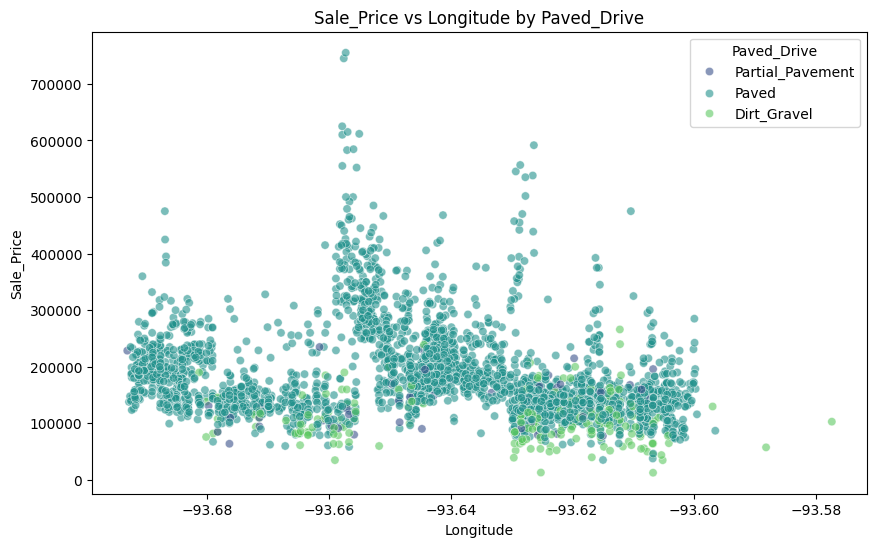 Sale_Price vs Longitude by Paved_Drive
Paved_Drive
Partial_Pavement
Paved
Dirt_Gravel
700000
600000
500000
400000
300000
200000
100000
0
Sale_Price
−93.68
−93.66
−93.64
−93.62
−93.60
−93.58
Longitude